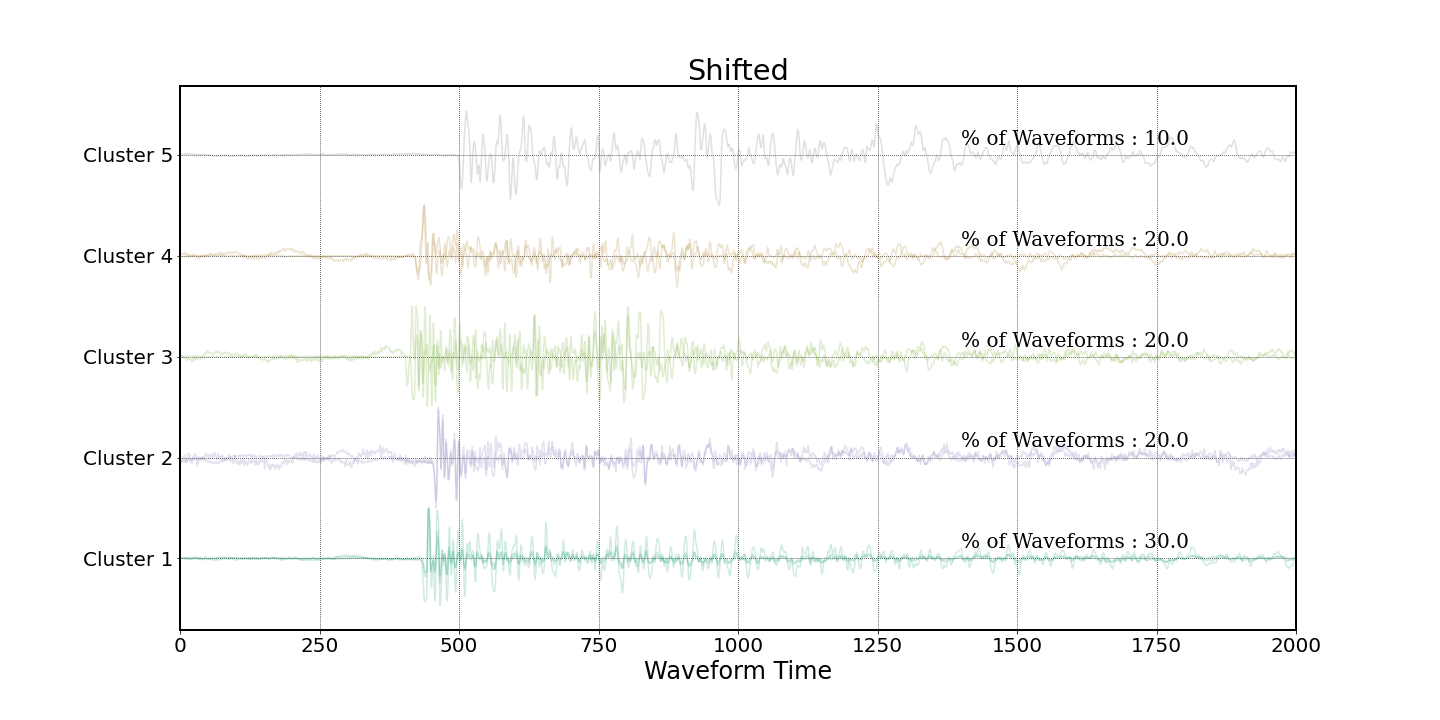 Shifted
Cluster 5
% of Waveforms : 10.0
Cluster 4
% of Waveforms : 20.0
Cluster 3
% of Waveforms : 20.0
Cluster 2
% of Waveforms : 20.0
Cluster 1
% of Waveforms : 30.0
0 250 500 750 1000 1250 1500 1750 2000
Waveform Time